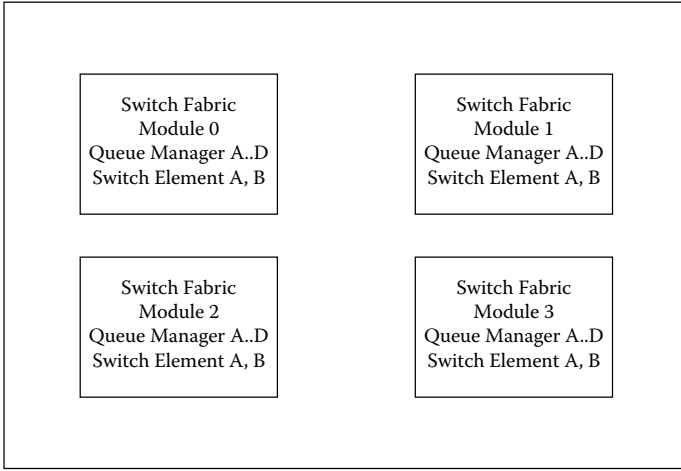 Switch Fabric
Module 0
Queue Manager A..D
Switch Element A, B
Switch Fabric
Module 1
Queue Manager A..D
Switch Element A, B
Switch Fabric
Module 2
Queue Manager A..D
Switch Element A, B
Switch Fabric
Module 3
Queue Manager A..D
Switch Element A, B